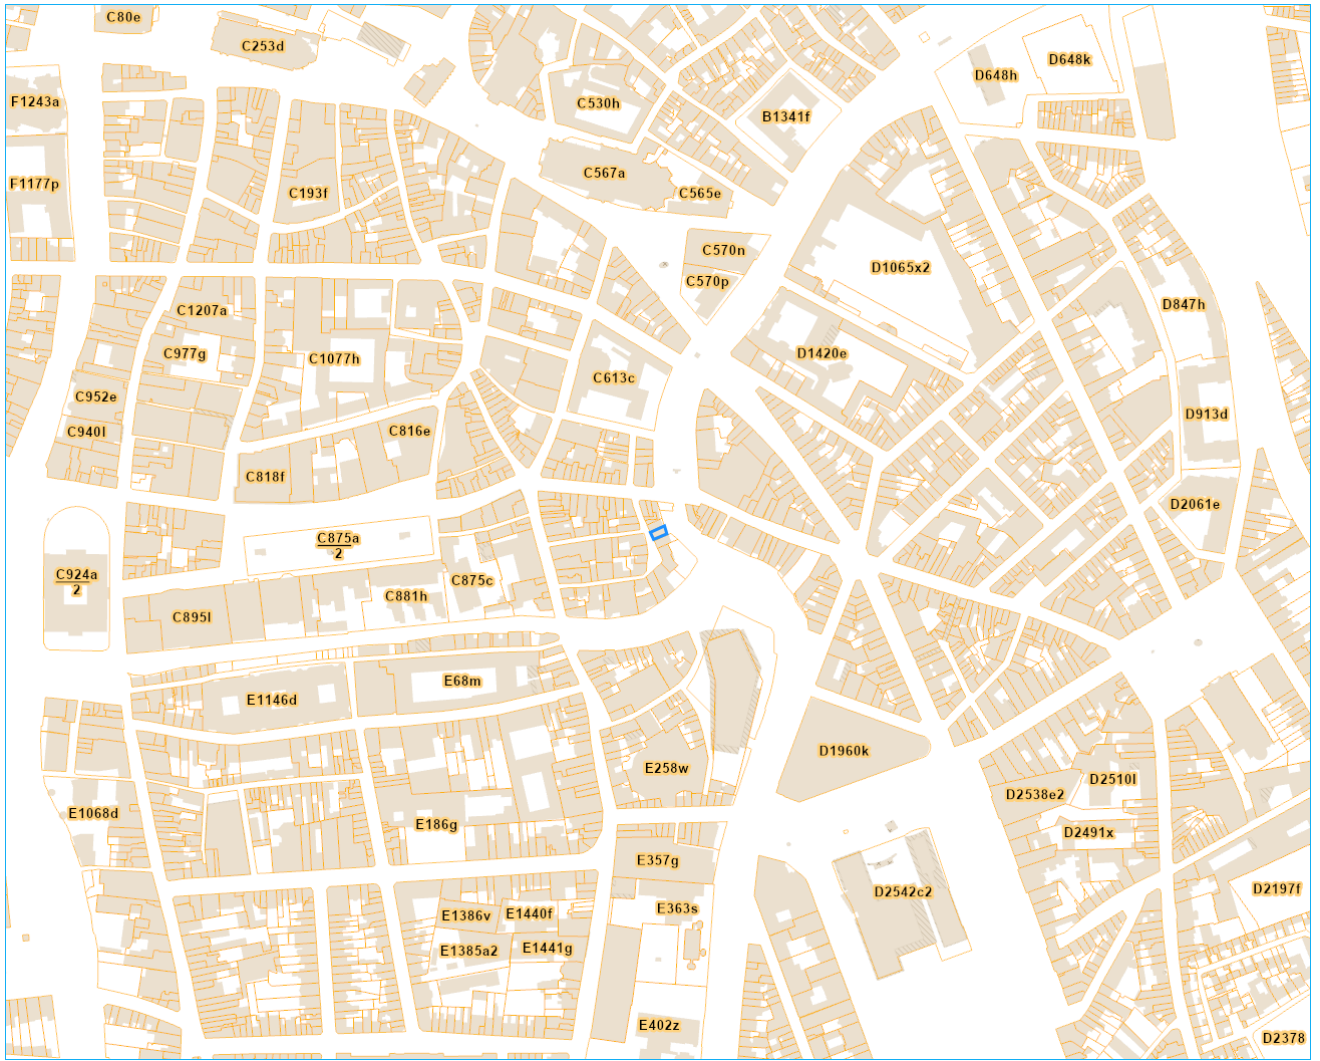 C80e
C253d
D648k
D648h
F1243a
C530h
B1341f
C567a
F1177p
C193f
C565e
C570n
D1065x2
C570p
D847h
C1207a
C977g
D1420e
C1077h
C613c
C952e
D913d
C940l
C816e
C818f
D2061e
C875a
2
C924a
2
C875c
C881h
C895l
E68m
E1146d
D1960k
E258w
D2510l
D2538e2
E1068d
E186g
D2491x
E357g
D2197f
D2542c2
E363s
E1386v
E1440f
E1385a2
E1441g
E402z
D2378